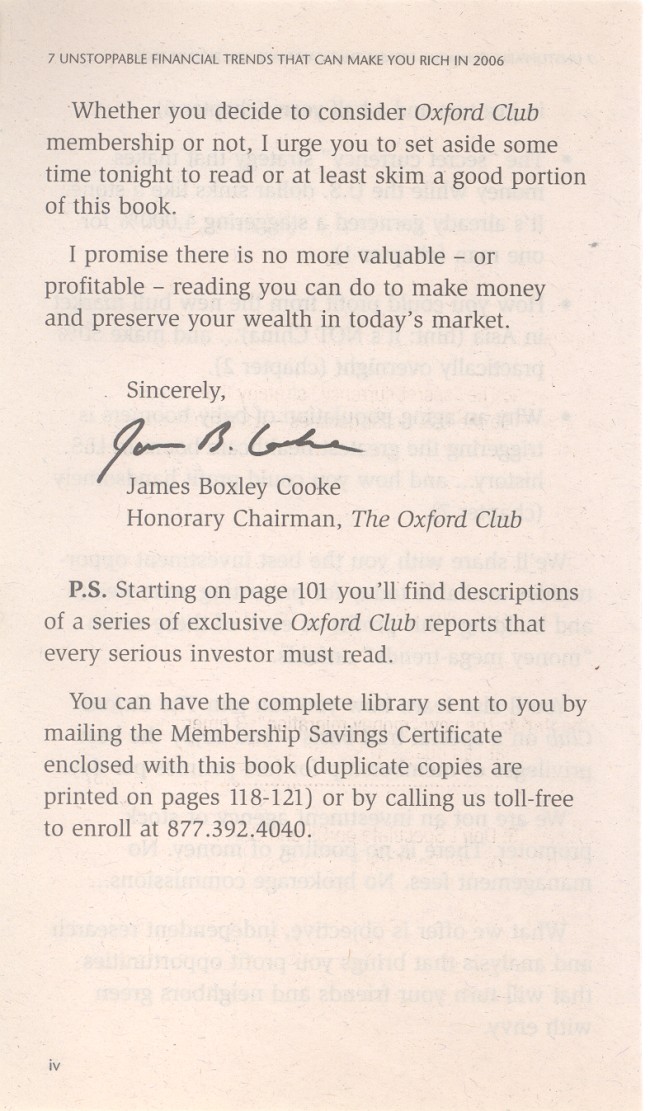 7 UNSTOPPABLE FINANCIAL TRENDS THAT CAN MAKE YOU RICH IN 2006
Whether you decide to consider Oxford Club
membership or not, I urge you to set aside some
time tonight to read or at least skim a good portion
of this book.
I promise there is no more valuable – or
profitable – reading you can do to make money
and preserve your wealth in today's market.
Sincerely,
James B. Cooke
James Boxley Cooke
Honorary Chairman, The Oxford Club
P.S. Starting on page 101 you'll find descriptions
of a series of exclusive Oxford Club reports that
every serious investor must read.
You can have the complete library sent to you by
mailing the Membership Savings Certificate
enclosed with this book (duplicate copies are
printed on pages 118-121) or by calling us toll-free
to enroll at 877.392.4040.
iv